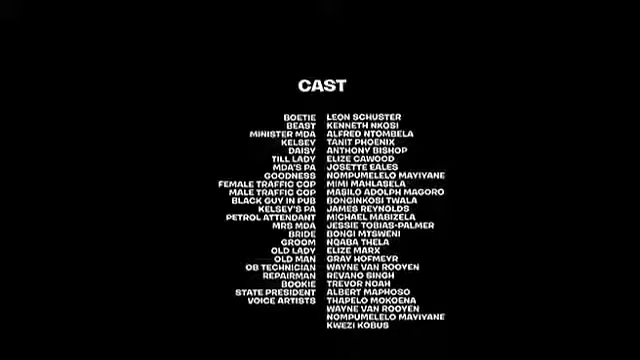 CAST
BOETIE LEON SCHUSTER
BEAST KENNETH NKOSI
MINISTER MDA ALFRED NTOMBELA
KELSEY TANIT PHOENIX
DAISY ANTHONY BISHOP
TILL LADY ELIZE CAWOOD
MDA'S PA JOSETTE EALES
GOODNESS NOMPUMELELO MAYIYANE
FEMALE TRAFFIC COP MIMI MAHLASELA
MALE TRAFFIC COP MASILO ADOLPH MAGORO
BLACK GUY IN PUB BONGINKOSI TWALA
KELSEY'S PA JAMES REYNOLDS
PETROL ATTENDANT MICHAEL MABIZELA
MRS MDA JESSIE TOBIAS-PALMER
BRIDE BONGI MTSWENI
GROOM NQABA THELA
OLD LADY ELIZE MARX
OLD MAN GRAY HOFMEYR
OB TECHNICIAN WAYNE VAN ROOYEN
REPAIRMAN REVANO SINGH
BOOKIE TREVOR NOAH
STATE PRESIDENT ALBERT MAPHOSO
VOICE ARTISTS THAPELO MOKOENA
WAYNE VAN ROOYEN
NOMPUMELELO MAYIYANE
KWEZI KOBUS